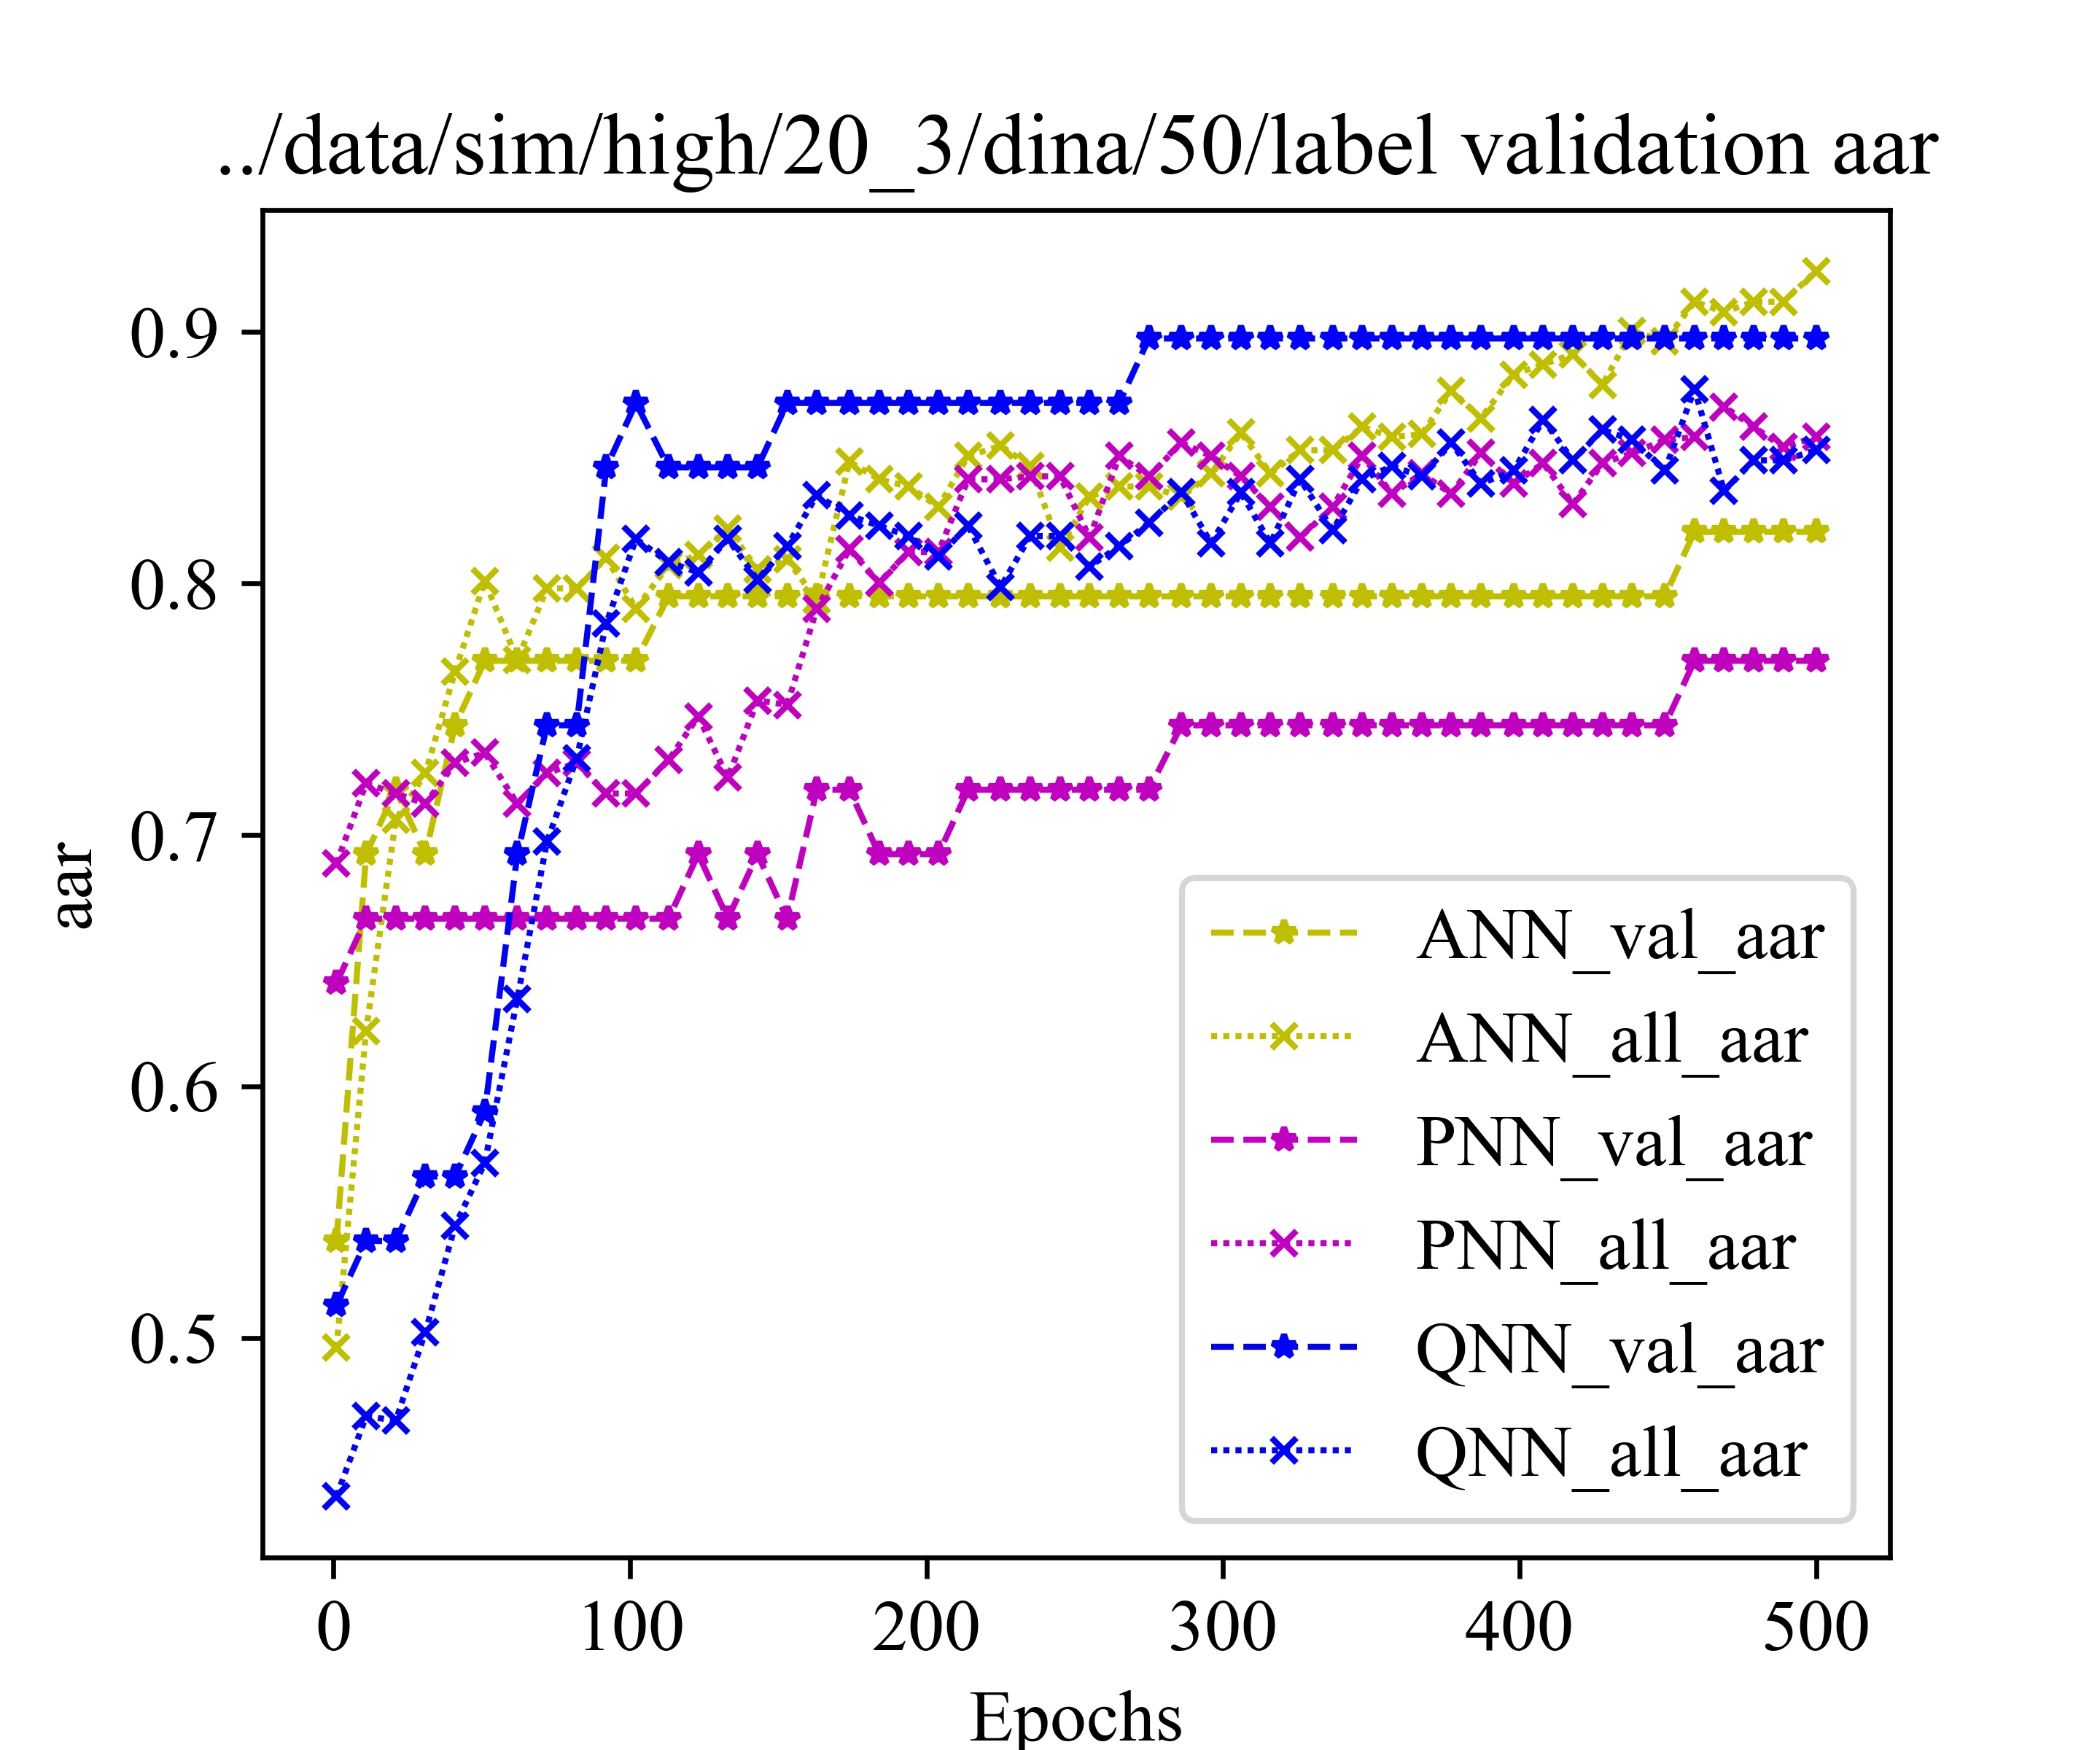 ../data/sim/high/20_3/dina/50/label validation aar
0.9
0.8
0.7
0.6
0.5
aar
ANN_val_aar
ANN_all_aar
PNN_val_aar
PNN_all_aar
QNN_val_aar
QNN_all_aar
0 100 200 300 400 500
Epochs